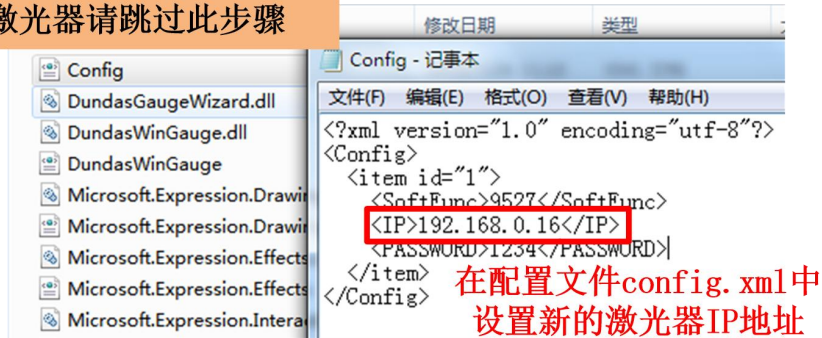 激光器请跳过此步骤
修改日期 类型
Config
DundasGaugeWizard.dll
DundasWinGauge.dll
DundasWinGauge
Microsoft.Expression.Drawi
Microsoft.Expression.Drawi
Microsoft.Expression.Effects
Microsoft.Expression.Effects
Microsoft.Expression.Intera
Config - 记事本
文件(F) 编辑(E) 格式(O) 查看(V) 帮助(H)
<?xml version="1.0" encoding="utf-8"?>
<Config>
<item id="1">
<SoftFunc>9527</SoftFunc>
<IP>192.168.0.16</IP>
<PASSWORD>1234</PASSWORD>
</item>
</Config>
在配置文件config.xml中
设置新的激光器IP地址